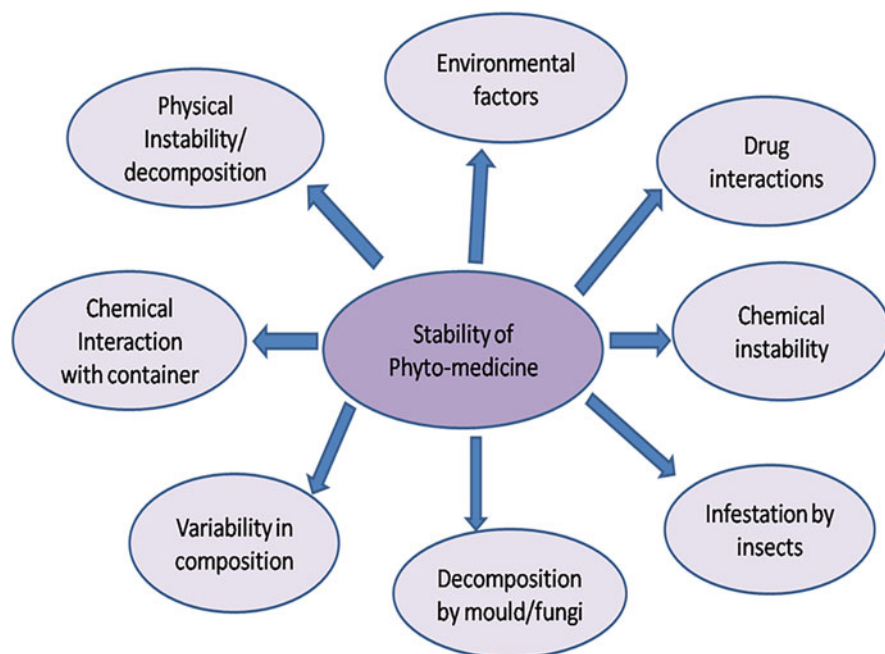 Environmental
factors
Physical
Instability/
decomposition
Drug
interactions
Chemical
Interaction
with container
Stability of
Phyto-medicine
Chemical
instability
Variability in
composition
Decomposition
by mould/fungi
Infestation by
insects